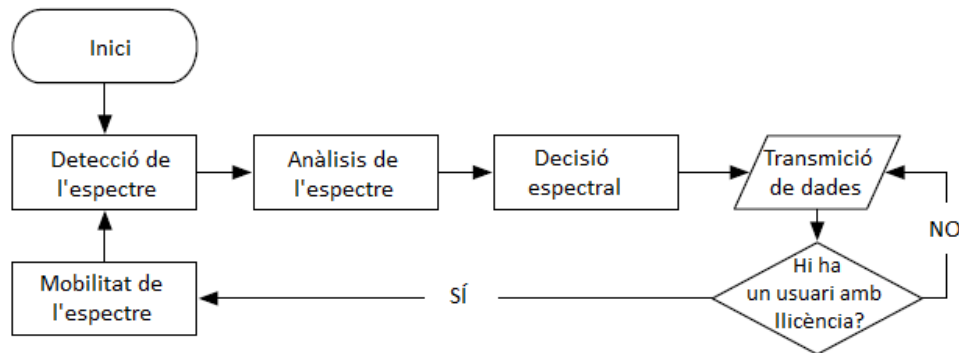 Inici
Detecció de
l'espectre
Anàlisis de
l'espectre
Decisió
espectral
Transmició
de dades
NO
Mobilitat de
l'espectre
SÍ
Hi ha
un usuari amb
llicència?